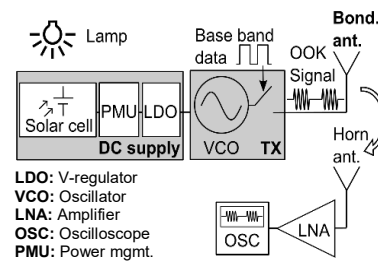 Lamp
Base band
data
OOK
Signal
Bond.
ant.
Solar cell
PMU
LDO
DC supply
VCO
TX
Horn
ant.
LDO: V-regulator
VCO: Oscillator
LNA: Amplifier
OSC: Oscilloscope
PMU: Power mgmt.
OSC
LNA